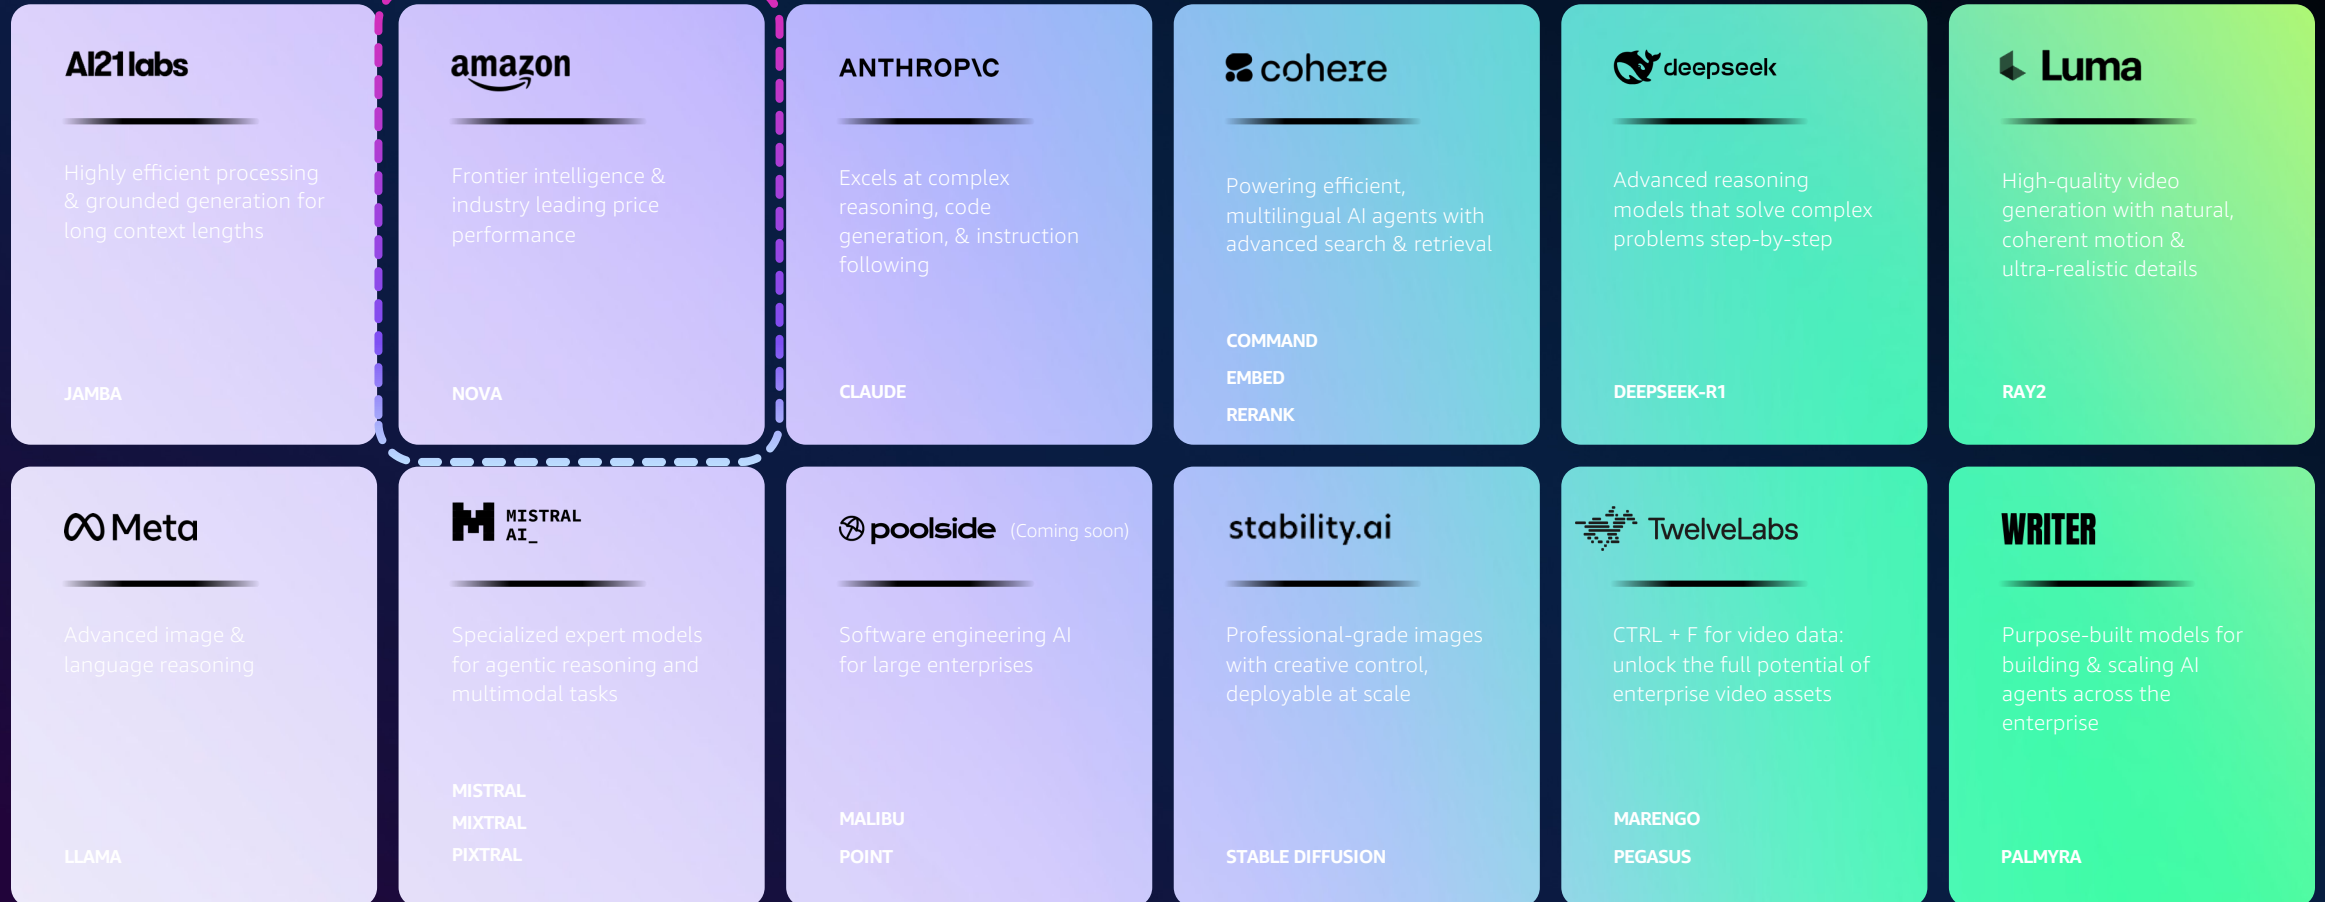 AI21labs
Highly efficient processing
& grounded generation for
long context lengths
JAMBA
amazon
Frontier intelligence &
industry leading price
performance
NOVA
ANTHROP\C
Excels at complex
reasoning, code
generation, & instruction
following
CLAUDE
cohere
Powering efficient,
multilingual AI agents with
advanced search & retrieval
COMMAND
EMBED
RERANK
deepseek
Advanced reasoning
models that solve complex
problems step-by-step
DEEPSEEK-R1
Luma
High-quality video
generation with natural,
coherent motion &
ultra-realistic details
RAY2
Meta
Advanced image &
language reasoning
LLAMA
MISTRAL
AI_
Specialized expert models
for agentic reasoning and
multimodal tasks
MISTRAL
MIXTRAL
PIXTRAL
poolside (Coming soon)
Software engineering AI
for large enterprises
MALIBU
POINT
stability.ai
Professional-grade images
with creative control,
deployable at scale
STABLE DIFFUSION
TwelveLabs
CTRL + F for video data:
unlock the full potential of
enterprise video assets
MARENGO
PEGASUS
WRITER
Purpose-built models for
building & scaling AI
agents across the
enterprise
PALMYRA